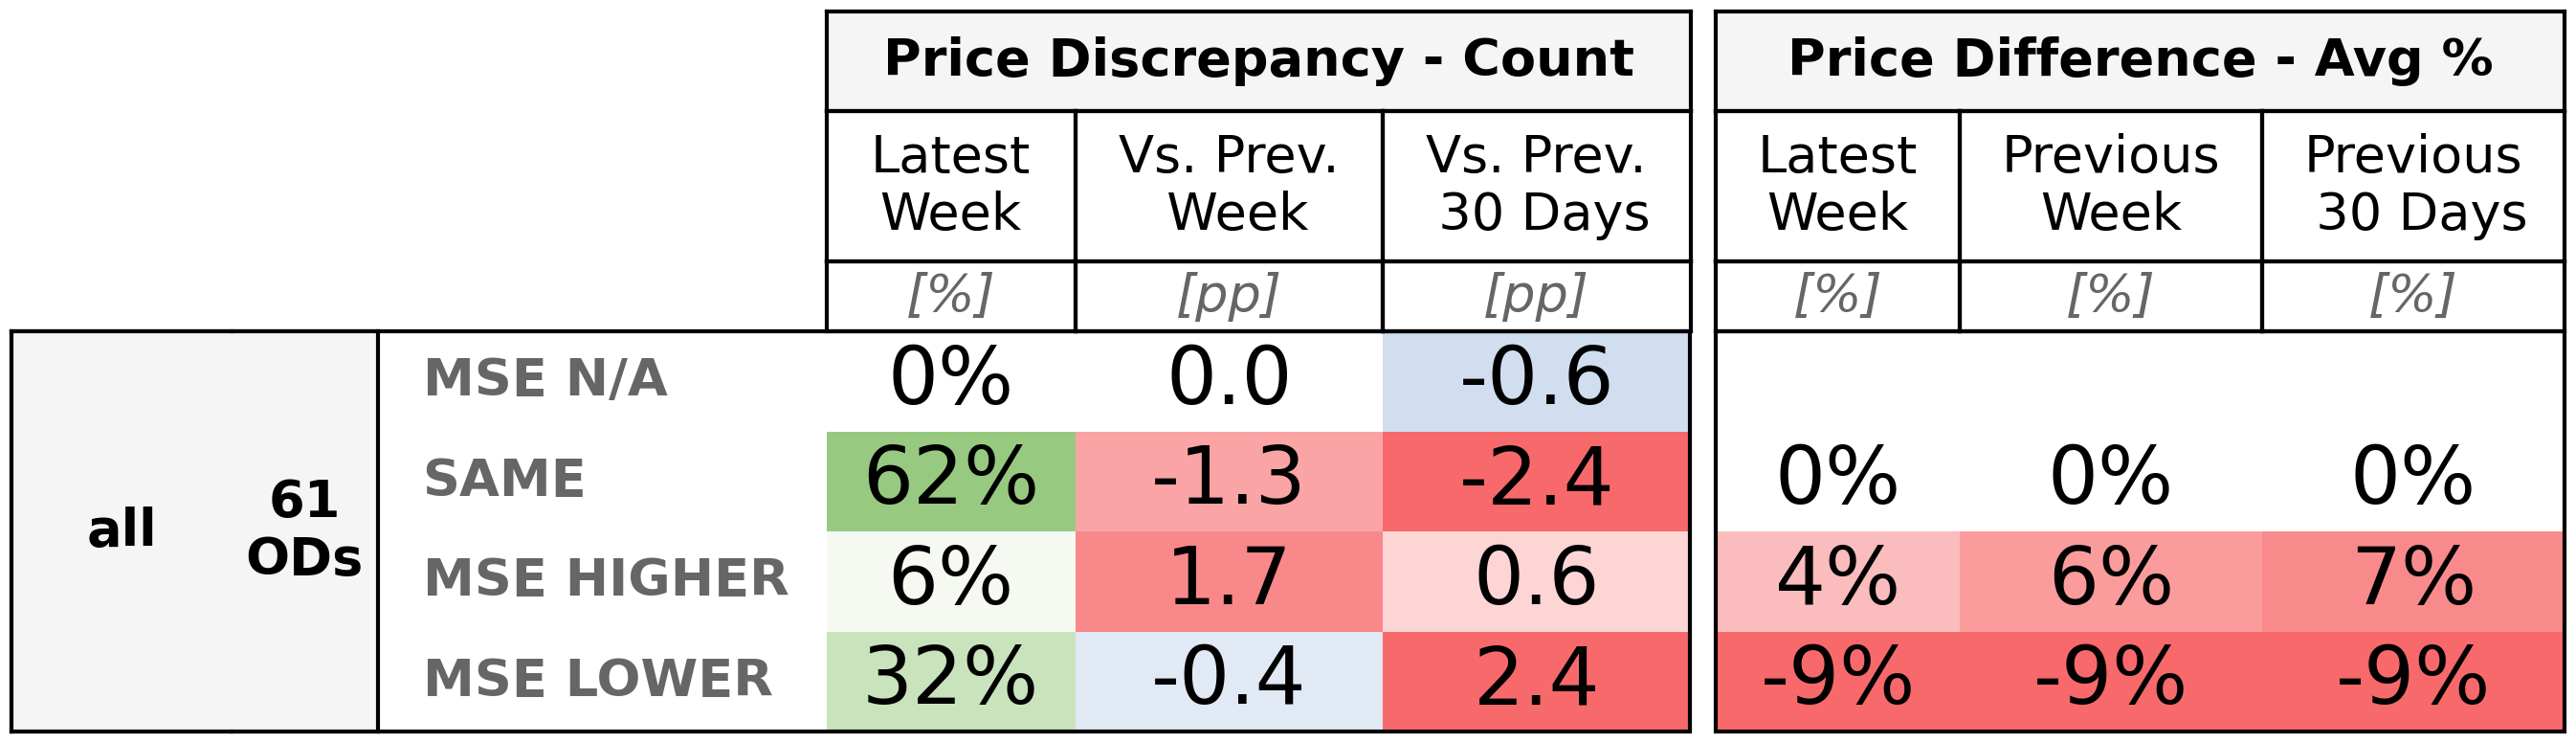 Price Discrepancy - Count Price Difference - Avg %
Latest Week Vs. Prev. Week Vs. Prev. 30 Days Latest Week Previous Week Previous 30 Days
[%] [pp] [pp] [%] [%] [%]
all 61 ODs
MSE N/A 0% 0.0 -0.6
SAME 62% -1.3 -2.4 0% 0% 0%
MSE HIGHER 6% 1.7 0.6 4% 6% 7%
MSE LOWER 32% -0.4 2.4 -9% -9% -9%